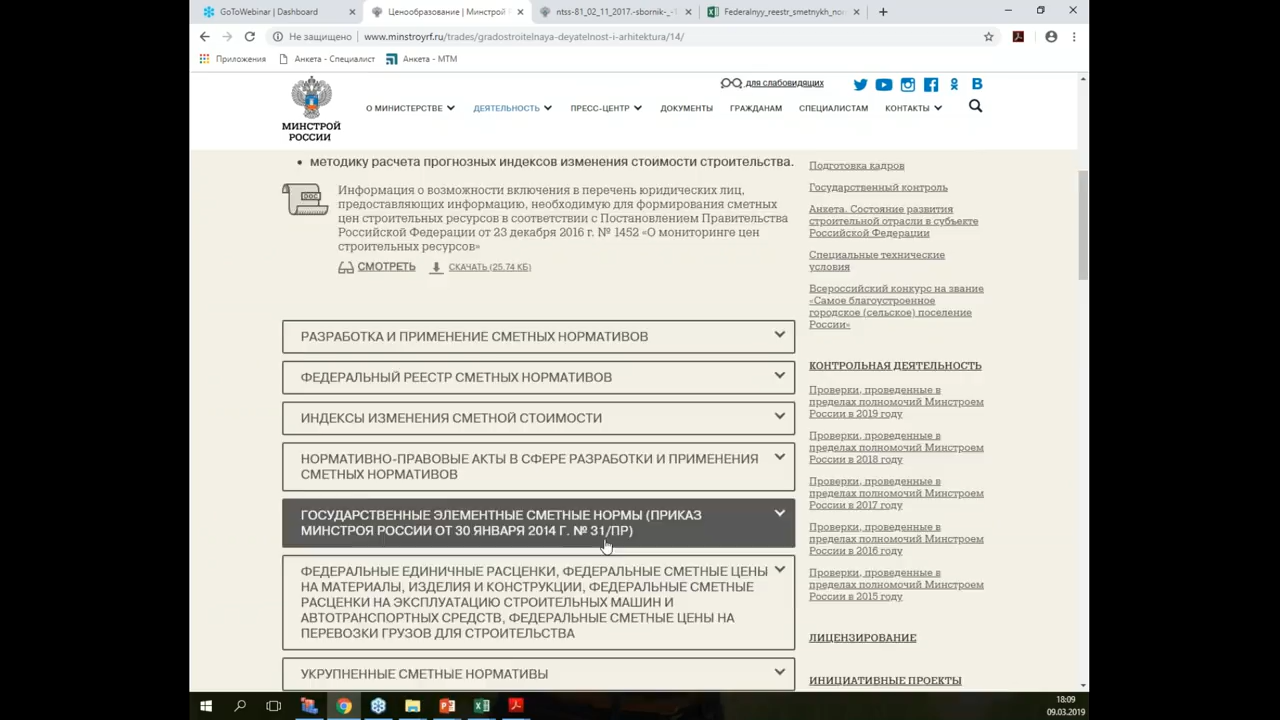 GoToWebinar | Dashboard
Ценообразование | Минстрой
ntss-81_02_11_2017.-sbornik-_-
Federalnyy_reestr_smetnykh_no
Не защищено
www.minstroyrf.ru/trades/gradostroitelnaya-deyatelnost-i-arhitektura/14/
Приложения
Анкета - Специалист
Анкета - МТМ
для слабовидящих
МИНСТРОЙ
РОССИИ
О МИНИСТЕРСТВЕ
ДЕЯТЕЛЬНОСТЬ
ПРЕСС-ЦЕНТР
ДОКУМЕНТЫ
ГРАЖДАНАМ
СПЕЦИАЛИСТАМ
КОНТАКТЫ
• методику расчета прогнозных индексов изменения стоимости строительства.
DOC
Информация о возможности включения в перечень юридических лиц,
предоставляющих информацию, необходимую для формирования сметных
цен строительных ресурсов в соответствии с Постановлением Правительства
Российской Федерации от 23 декабря 2016 г. № 1452 «О мониторинге цен
строительных ресурсов»
СМОТРЕТЬ
СКАЧАТЬ (25.74 КБ)
РАЗРАБОТКА И ПРИМЕНЕНИЕ СМЕТНЫХ НОРМАТИВОВ
ФЕДЕРАЛЬНЫЙ РЕЕСТР СМЕТНЫХ НОРМАТИВОВ
ИНДЕКСЫ ИЗМЕНЕНИЯ СМЕТНОЙ СТОИМОСТИ
НОРМАТИВНО-ПРАВОВЫЕ АКТЫ В СФЕРЕ РАЗРАБОТКИ И ПРИМЕНЕНИЯ
СМЕТНЫХ НОРМАТИВОВ
ГОСУДАРСТВЕННЫЕ ЭЛЕМЕНТНЫЕ СМЕТНЫЕ НОРМЫ (ПРИКАЗ
МИНСТРОЯ РОССИИ ОТ 30 ЯНВАРЯ 2014 Г. № 31/ПР)
ФЕДЕРАЛЬНЫЕ ЕДИНИЧНЫЕ РАСЦЕНКИ, ФЕДЕРАЛЬНЫЕ СМЕТНЫЕ ЦЕНЫ
НА МАТЕРИАЛЫ, ИЗДЕЛИЯ И КОНСТРУКЦИИ, ФЕДЕРАЛЬНЫЕ СМЕТНЫЕ
РАСЦЕНКИ НА ЭКСПЛУАТАЦИЮ СТРОИТЕЛЬНЫХ МАШИН И
АВТОТРАНСПОРТНЫХ СРЕДСТВ, ФЕДЕРАЛЬНЫЕ СМЕТНЫЕ ЦЕНЫ НА
ПЕРЕВОЗКИ ГРУЗОВ ДЛЯ СТРОИТЕЛЬСТВА
УКРУПНЕННЫЕ СМЕТНЫЕ НОРМАТИВЫ
Подготовка кадров
Государственный контроль
Анкета. Состояние развития
строительной отрасли в субъекте
Российской Федерации
Специальные технические
условия
Всероссийский конкурс на звание
«Самое благоустроенное
городское (сельское) поселение
России»
КОНТРОЛЬНАЯ ДЕЯТЕЛЬНОСТЬ
Проверки, проведенные в
пределах полномочий Минстроем
России в 2019 году
Проверки, проведенные в
пределах полномочий Минстроем
России в 2018 году
Проверки, проведенные в
пределах полномочий Минстроем
России в 2017 году
Проверки, проведенные в
пределах полномочий Минстроем
России в 2016 году
Проверки, проведенные в
пределах полномочий Минстроем
России в 2015 году
ЛИЦЕНЗИРОВАНИЕ
ИНИЦИАТИВНЫЕ ПРОЕКТЫ
18:09
09.03.2019